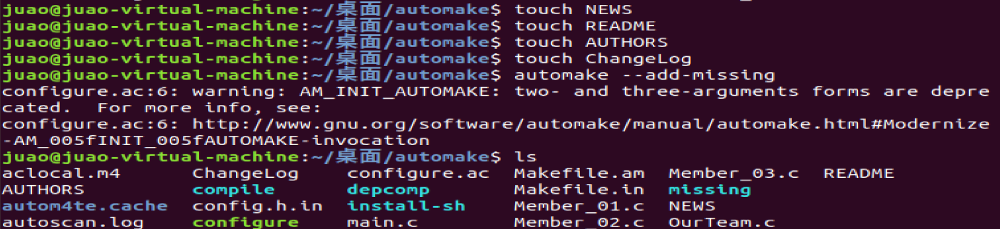 juao@juao-virtual-machine:~/桌面/automake$ touch NEWS
juao@juao-virtual-machine:~/桌面/automake$ touch README
juao@juao-virtual-machine:~/桌面/automake$ touch AUTHORS
juao@juao-virtual-machine:~/桌面/automake$ touch ChangeLog
juao@juao-virtual-machine:~/桌面/automake$ automake --add-missing
configure.ac:6: warning: AM_INIT_AUTOMAKE: two- and three-arguments forms are depre
cated.  For more info, see:
configure.ac:6: http://www.gnu.org/software/automake/manual/automake.html#Modernize
-AM_005fINIT_005fAUTOMAKE-invocation
juao@juao-virtual-machine:~/桌面/automake$ ls
aclocal.m4      ChangeLog    configure.ac  Makefile.am  Member_03.c  README
AUTHORS         compile      depcomp       Makefile.in  missing
autom4te.cache  config.h.in  install-sh    Member_01.c  NEWS
autoscan.log    configure    main.c        Member_02.c  OurTeam.c